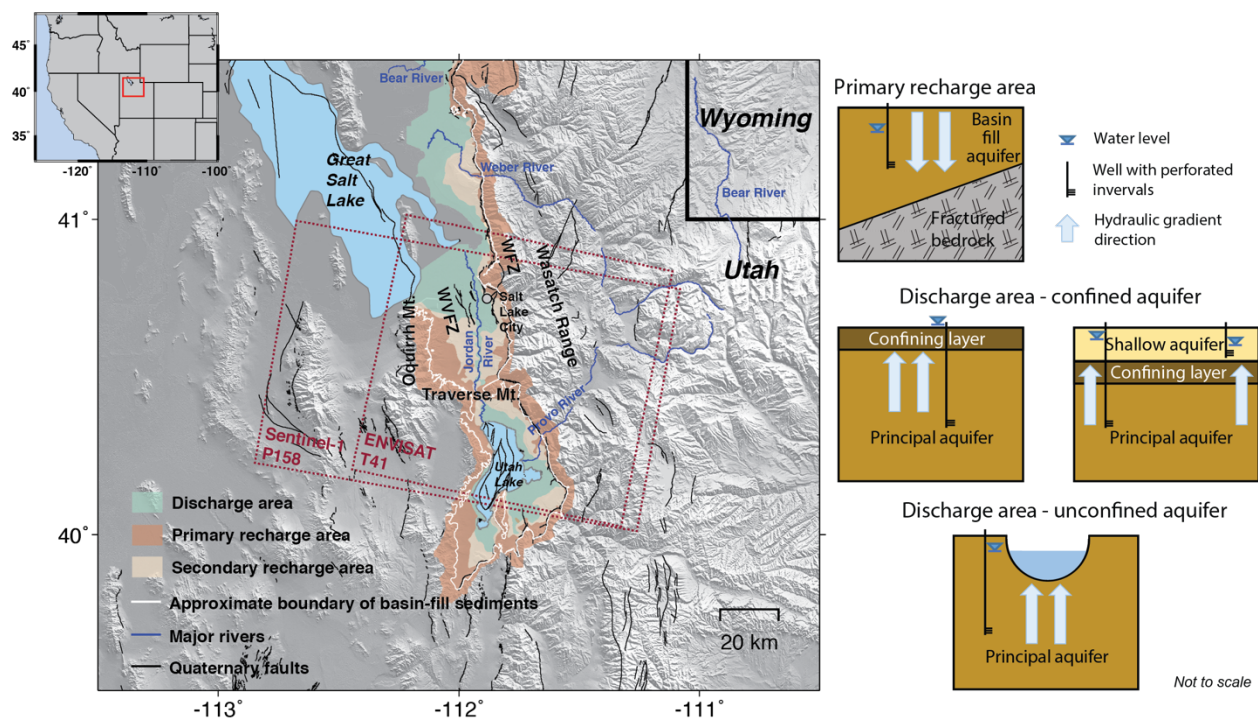 45°
40°
35°
-120°
-110°
-100°
Bear River
Great
Salt
Lake
Weber River
Wyoming
Bear River
Utah
41°
40°
WFZ
Wasatch Range
Salt
Lake
City
WVFZ
Oquirrh Mt.
Jordan
River
Traverse Mt.
Provo River
Utah
Lake
Sentinel-1
P158
ENVISAT
T41
Discharge area
Primary recharge area
Secondary recharge area
Approximate boundary of basin-fill sediments
Major rivers
Quaternary faults
20 km
-113°
-112°
-111°
Primary recharge area
Basin
fill
aquifer
Fractured
bedrock
Water level
Well with perforated
invervals
Hydraulic gradient
direction
Discharge area - confined aquifer
Confining layer
Principal aquifer
Shallow aquifer
Confining layer
Principal aquifer
Discharge area - unconfined aquifer
Principal aquifer
Not to scale